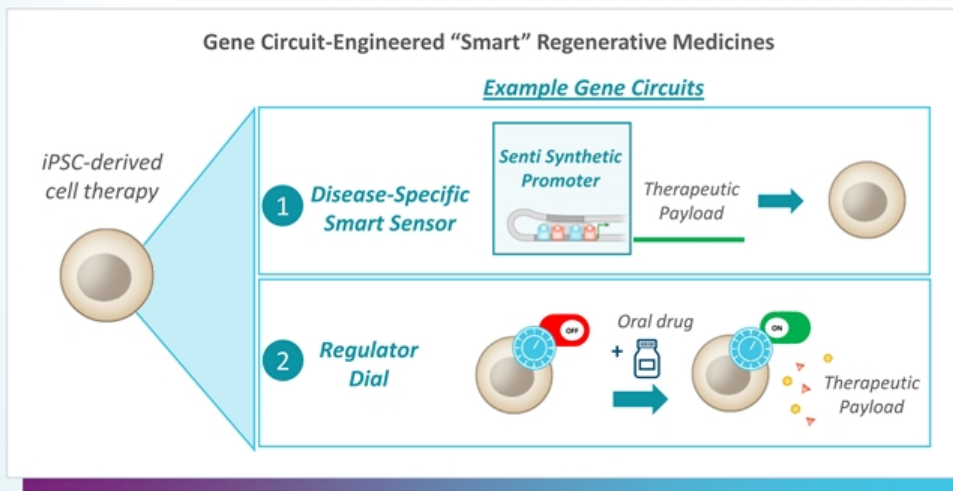 Gene Circuit-Engineered “Smart” Regenerative Medicines
Example Gene Circuits
iPSC-derived
cell therapy
1
Disease-Specific
Smart Sensor
Senti Synthetic
Promoter
Therapeutic
Payload
2
Regulator
Dial
OFF
Oral drug
+
ON
Therapeutic
Payload